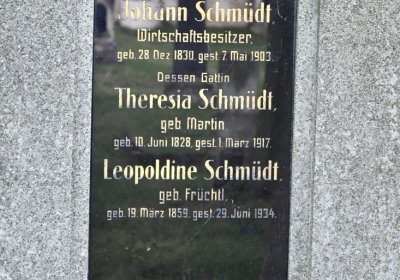 Johann Schmüdt,
Wirtschaftsbesitzer,
geb. 28. Dez 1830, gest. 7. Mai 1903.
Dessen Gattin
Theresia Schmüdt,
geb Martin,
geb. 10. Juni 1828, gest. 1. März 1917.
Leopoldine Schmüdt,
geb. Früchtl,
geb. 19. März 1859, gest. 29. Juni 1934.